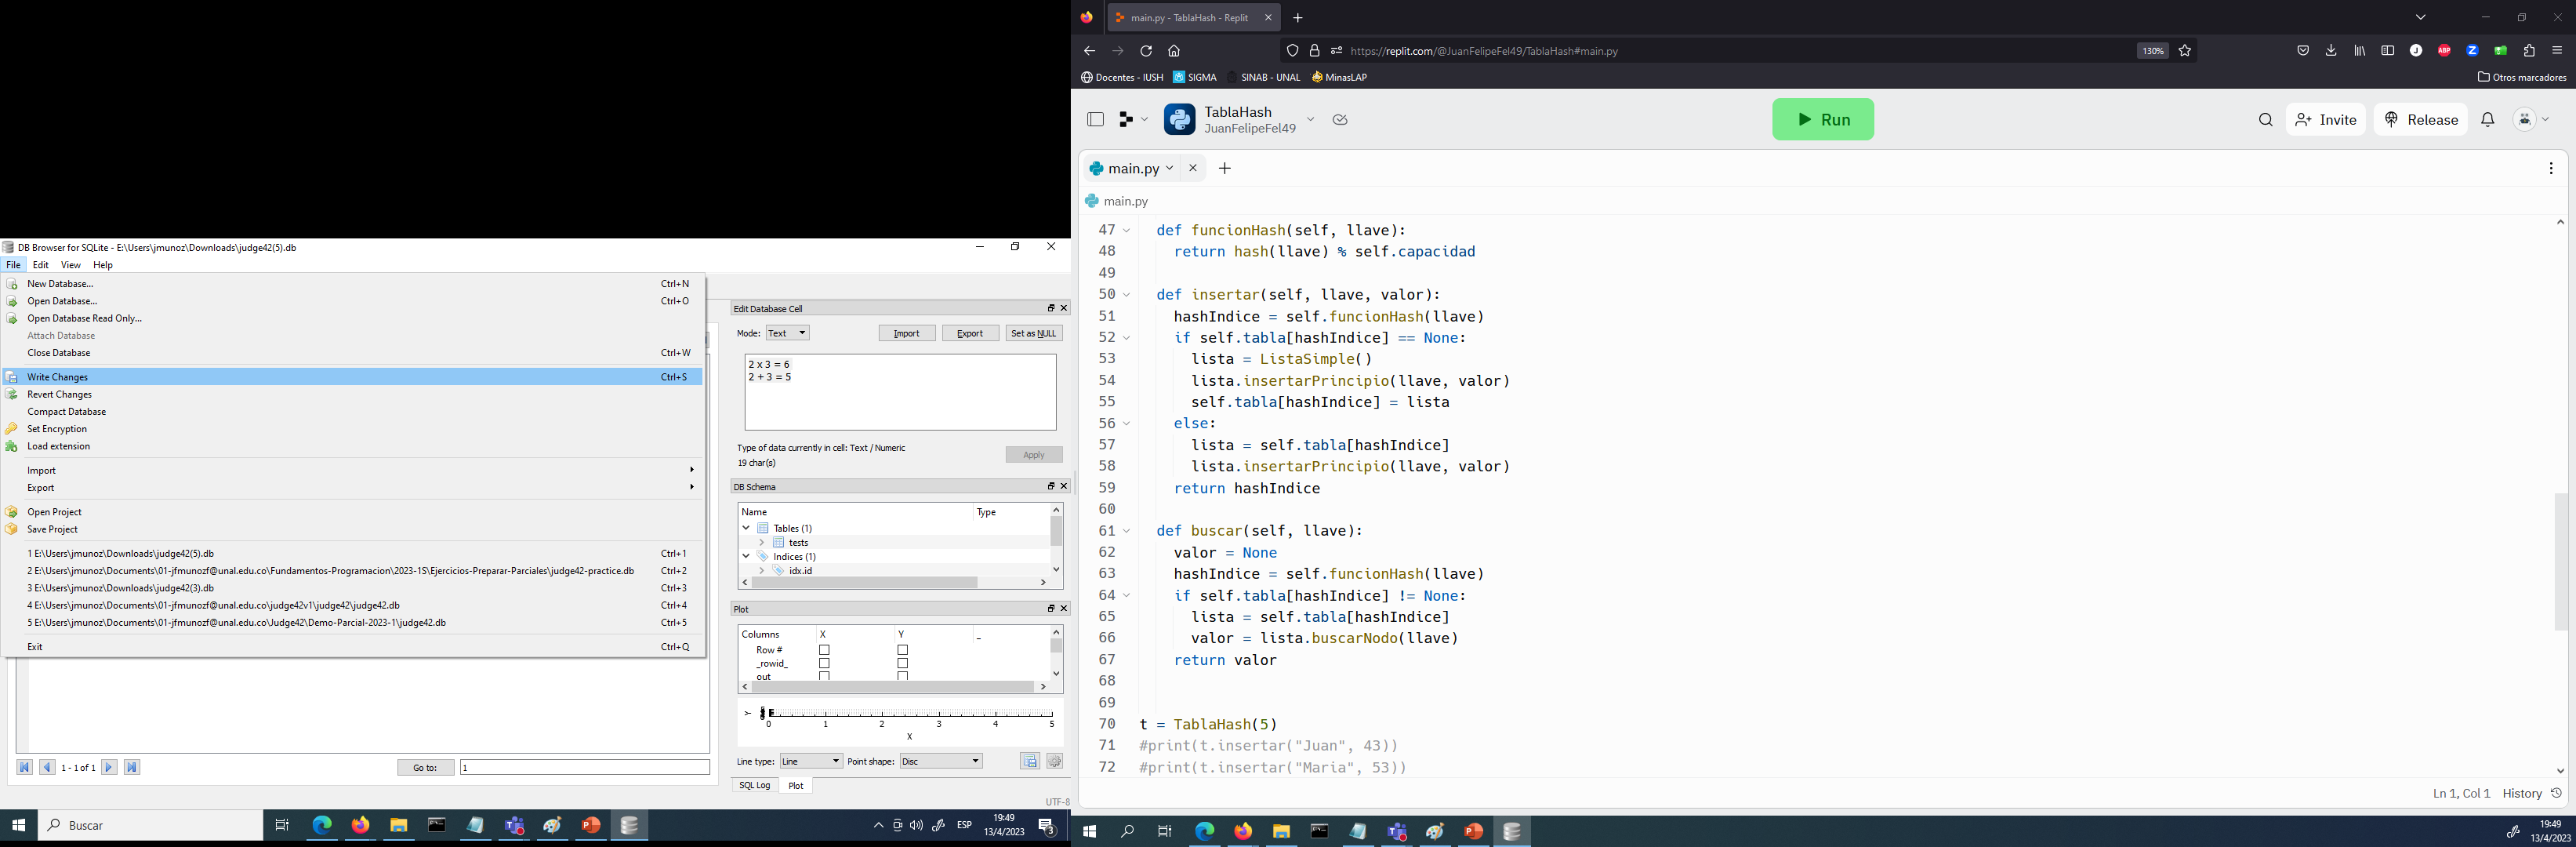 DB Browser for SQLite - E:\Users\jmunoz\Downloads\judge42(5).db
File Edit View Help
New Database... Ctrl+N
Open Database... Ctrl+O
Open Database Read Only...
Attach Database
Close Database Ctrl+W
Write Changes Ctrl+S
Revert Changes
Compact Database
Set Encryption
Load extension
Import
Export
Open Project
Save Project
1 E:\Users\jmunoz\Downloads\judge42(5).db Ctrl+1
2 E:\Users\jmunoz\Documents\01-jfmunozf@unal.edu.co\Fundamentos-Programacion\2023-1S\Ejercicios-Preparar-Parciales\judge42-practice.db Ctrl+2
3 E:\Users\jmunoz\Downloads\judge42(3).db Ctrl+3
4 E:\Users\jmunoz\Documents\01-jfmunozf@unal.edu.co\judge42v1\judge42\judge42.db Ctrl+4
5 E:\Users\jmunoz\Documents\01-jfmunozf@unal.edu.co\Judge42\Demo-Parcial-2023-1\judge42.db Ctrl+5
Exit Ctrl+Q
1 - 1 of 1
Go to: 1
Edit Database Cell
Mode: Text Import Export Set as NULL
2 x 3 = 6
2 + 3 = 5
Type of data currently in cell: Text / Numeric
19 char(s)
Apply
DB Schema
Name Type
Tables (1)
tests
Indices (1)
idx.id
Plot
Columns X Y _
Row #
_rowid_
out
Y
0 1 2 3 4 5
X
Line type: Line Point shape: Disc
SQL Log Plot
UTF-8
Buscar
ESP
19:49
13/4/2023
3
main.py - TablaHash - Replit
https://replit.com/@JuanFelipeFel49/TablaHash#main.py
130%
J ABP Z
Docentes - IUSH SIGMA SINAB - UNAL MinasLAP
Otros marcadores
TablaHash
JuanFelipeFel49
Run
Invite Release
main.py
main.py
47 def funcionHash(self, llave):
48 return hash(llave) % self.capacidad
49
50 def insertar(self, llave, valor):
51 hashIndice = self.funcionHash(llave)
52 if self.tabla[hashIndice] == None:
53 lista = ListaSimple()
54 lista.insertarPrincipio(llave, valor)
55 self.tabla[hashIndice] = lista
56 else:
57 lista = self.tabla[hashIndice]
58 lista.insertarPrincipio(llave, valor)
59 return hashIndice
60
61 def buscar(self, llave):
62 valor = None
63 hashIndice = self.funcionHash(llave)
64 if self.tabla[hashIndice] != None:
65 lista = self.tabla[hashIndice]
66 valor = lista.buscarNodo(llave)
67 return valor
68
69
70 t = TablaHash(5)
71 #print(t.insertar("Juan", 43))
72 #print(t.insertar("Maria", 53))
Ln 1, Col 1 History
19:49
13/4/2023